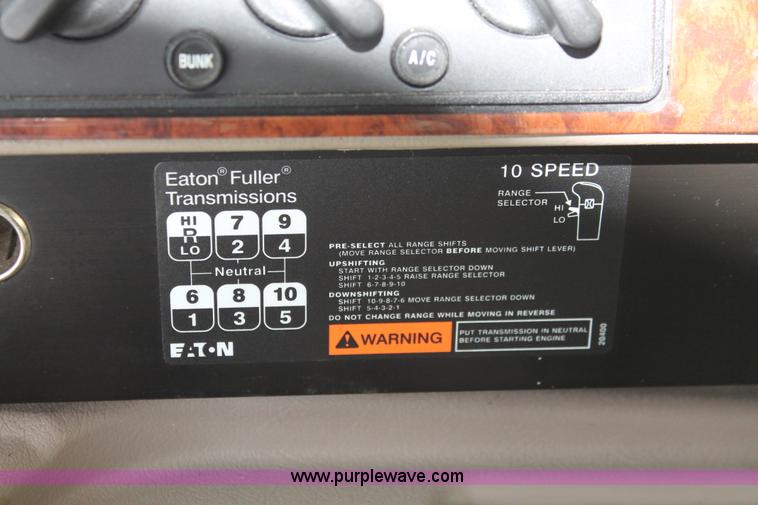 BUNK
A/C
Eaton® Fuller®
Transmissions
10 SPEED
RANGE
SELECTOR
HI
LO
HI 7 9
R
LO 2 4
Neutral
6 8 10
1 3 5
EATON
PRE-SELECT ALL RANGE SHIFTS
(MOVE RANGE SELECTOR BEFORE MOVING SHIFT LEVER)
UPSHIFTING
START WITH RANGE SELECTOR DOWN
SHIFT 1-2-3-4-5 RAISE RANGE SELECTOR
SHIFT 6-7-8-9-10
DOWNSHIFTING
SHIFT 10-9-8-7-6 MOVE RANGE SELECTOR DOWN
SHIFT 5-4-3-2-1
DO NOT CHANGE RANGE WHILE MOVING IN REVERSE
WARNING
PUT TRANSMISSION IN NEUTRAL
BEFORE STARTING ENGINE
20400
www.purplewave.com